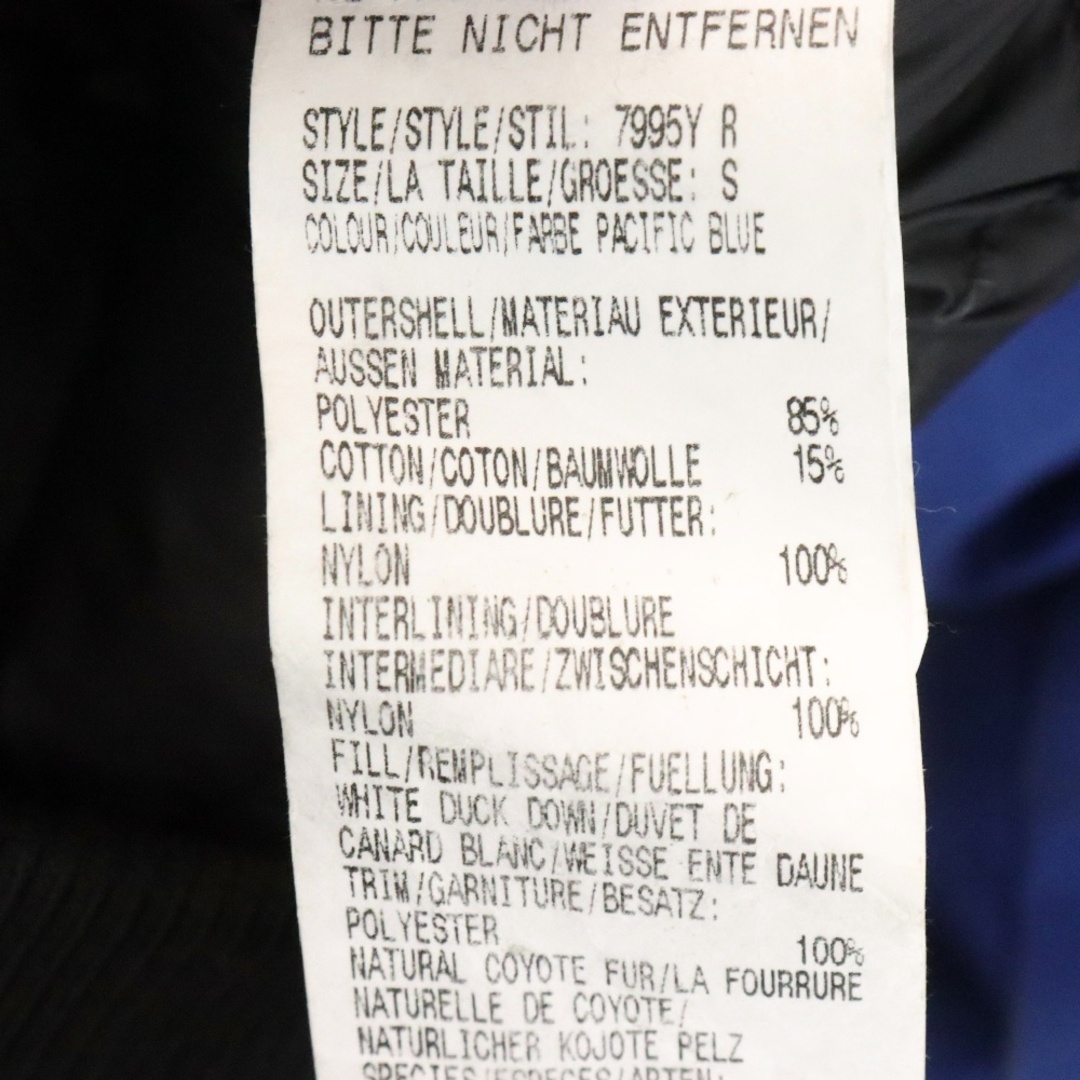 BITTE NICHT ENTFERNEN
STYLE/STYLE/STIL: 7995Y R
SIZE/LA TAILLE/GROESSE: S
COLOUR/COULEUR/FARBE PACIFIC BLUE
OUTERSHELL/MATERIAU EXTERIEUR/
AUSSEN MATERIAL:
POLYESTER 85%
COTTON/COTON/BAUMWOLLE 15%
LINING/DOUBLURE/FUTTER:
NYLON 100%
INTERLINING/DOUBLURE
INTERMEDIARE/ZWISCHENSCHICHT:
NYLON 100%
FILL/REMPLISSAGE/FUELLUNG:
WHITE DUCK DOWN/DUVET DE
CANARD BLANC/WEISSE ENTE DAUNE
TRIM/GARNITURE/BESATZ:
POLYESTER 100%
NATURAL COYOTE FUR/LA FOURRURE
NATURELLE DE COYOTE/
NATURLICHER KOJOTE PELZ
SPECIES/ESPECES/ARTEN: